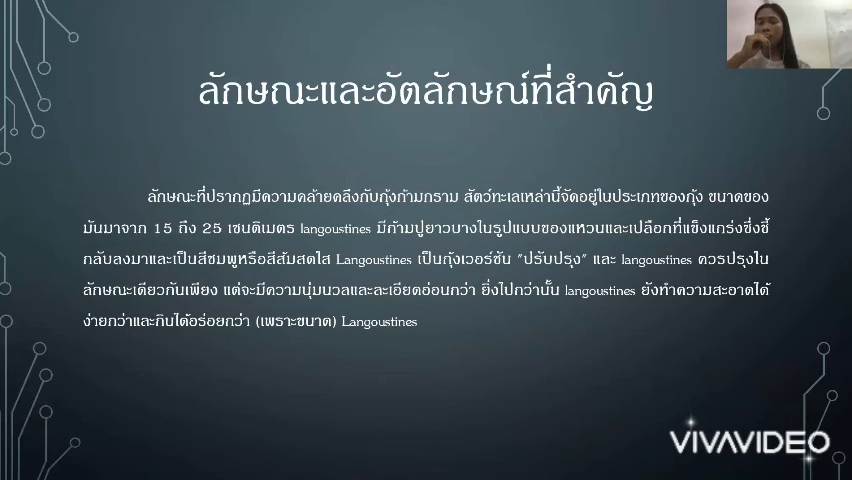 ลักษณะและอัตลักษณ์ที่สำคัญ
ลักษณะที่ปรากฏมีความคล้ายคลึงกับกุ้งก้ามกราม สัตว์ทะเลเหล่านี้จัดอยู่ในประเภทของกุ้ง ขนาดของ
มันมาจาก 15 ถึง 25 เซนติเมตร langoustines มีก้ามปูยาวบางในรูปแบบของแหวนและเปลือกที่แข็งแกร่งซึ่งชี้
กลับลงมาและเป็นสีชมพูหรือสีส้มสดใส Langoustines เป็นกุ้งเวอร์ชัน "ปรับปรุง" และ langoustines ควรปรุงใน
ลักษณะเดียวกันเพียง แต่จะมีความนุ่มนวลและละเอียดอ่อนกว่า ยิ่งไปกว่านั้น langoustines ยังทำความสะอาดได้
ง่ายกว่าและกินได้อร่อยกว่า (เพราะขนาด) Langoustines
VIVAVIDEO